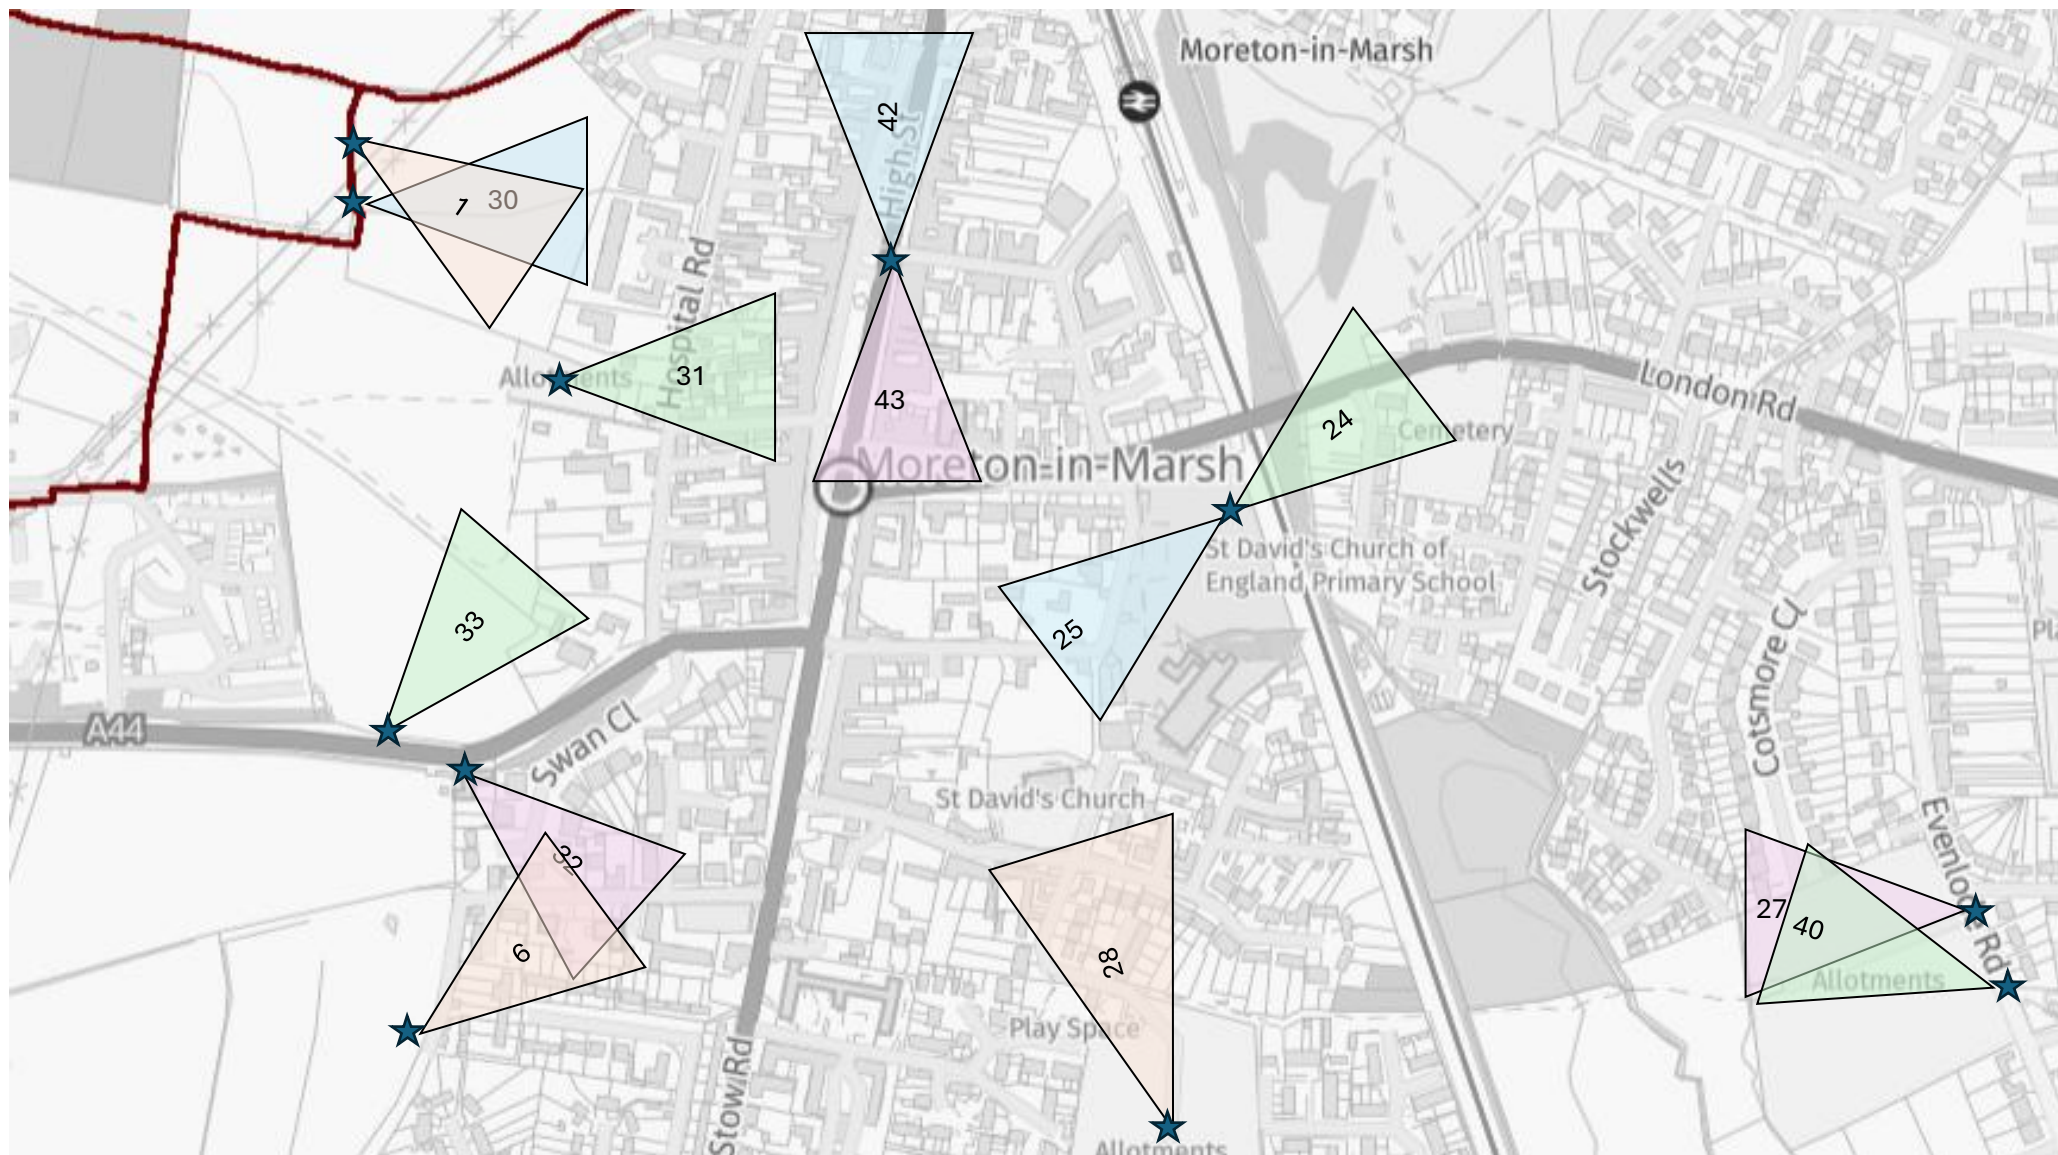 Moreton-in-Marsh
42
High St
1
30
Hospital Rd
Allotments
31
43
24
London Rd
Cemetery
Moreton-in-Marsh
Stockwells
33
25
St David's Church of
England Primary School
A44
Swan Cl
Cotsmore Cl
St David's Church
32
6
28
27
40
Evenlode Rd
Allotments
Play Space
Stow Rd
Allotments